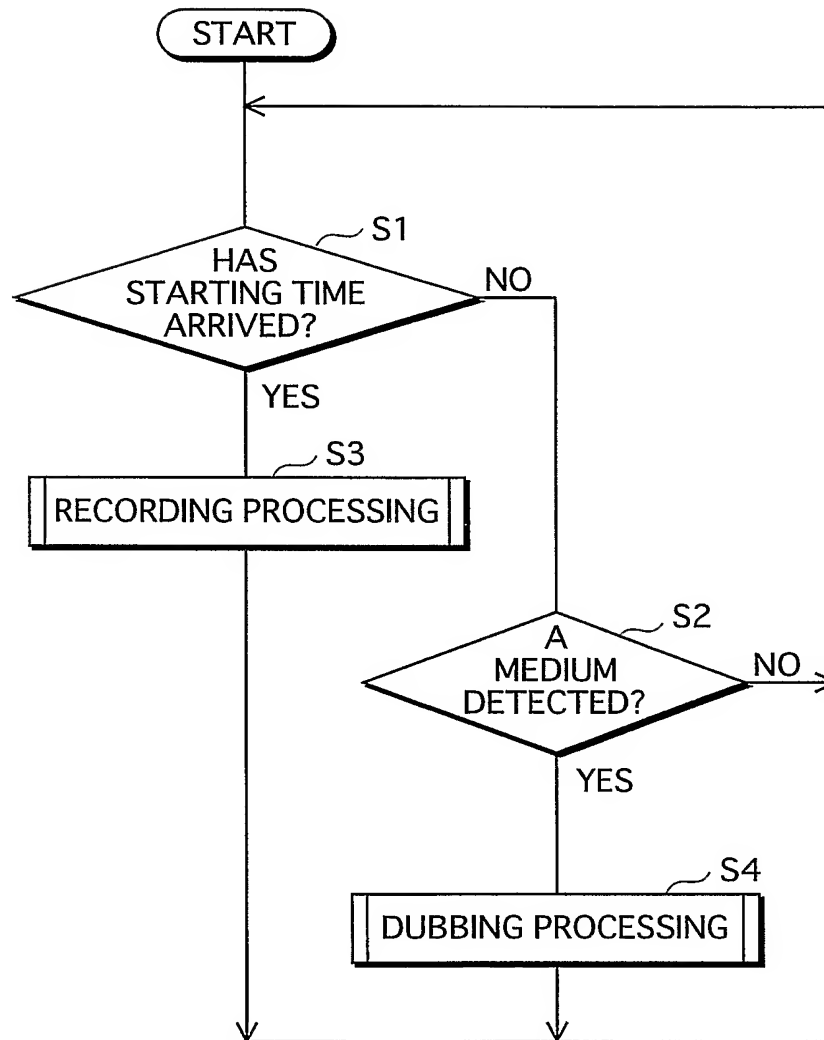 START
S1
HAS
STARTING TIME
ARRIVED?
NO
YES
S3
RECORDING PROCESSING
S2
A
MEDIUM
DETECTED?
NO
YES
S4
DUBBING PROCESSING